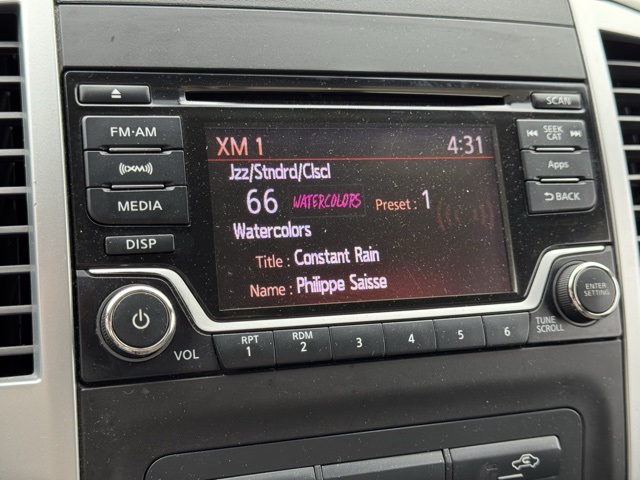 SCAN
FM·AM
XM 1 4:31
SEEK CAT
Jzz/Stndrd/Clscl
XM
Apps
66 WATERCOLORS Preset : 1
MEDIA
BACK
Watercolors
DISP
Title : Constant Rain
Name : Philippe Saisse
ENTER SETTING
VOL
RPT 1
RDM 2
3
4
5
6
TUNE SCROLL